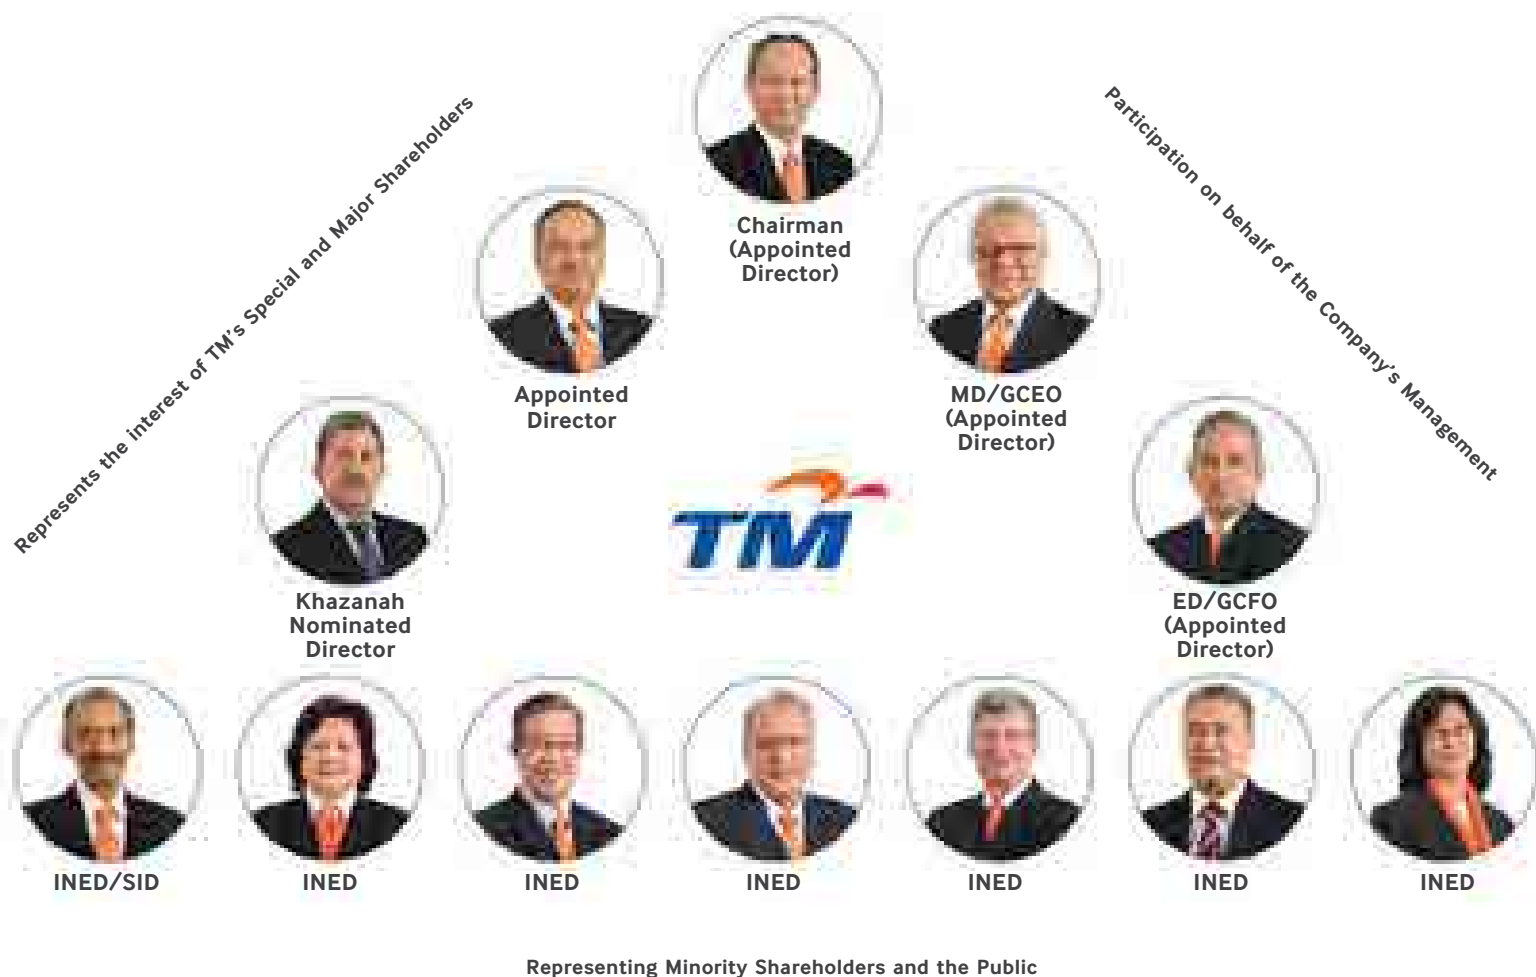 Represents the interest of TM's Special and Major Shareholders
Participation on behalf of the Company's Management
Chairman
(Appointed
Director)
Appointed
Director
MD/GCEO
(Appointed
Director)
TM
Khazanah
Nominated
Director
ED/GCFO
(Appointed
Director)
INED/SID
INED
INED
INED
INED
INED
INED
Representing Minority Shareholders and the Public